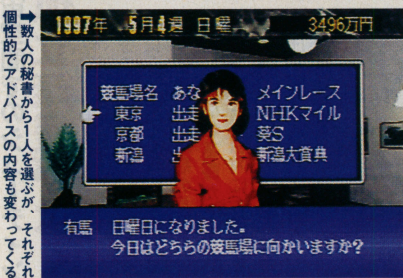 ➡数人の秘書から1人を選ぶが、それぞれ
個性的でアドバイスの内容も変わってくる
1997年 5月4週 日曜 3496万円
競馬場名 あな メインレース
東京 出走 NHKマイル
京都 出走 葵S
新潟 出 新潟大賞典
有馬 日曜日になりました。
今日はどちらの競馬場に向かいますか?